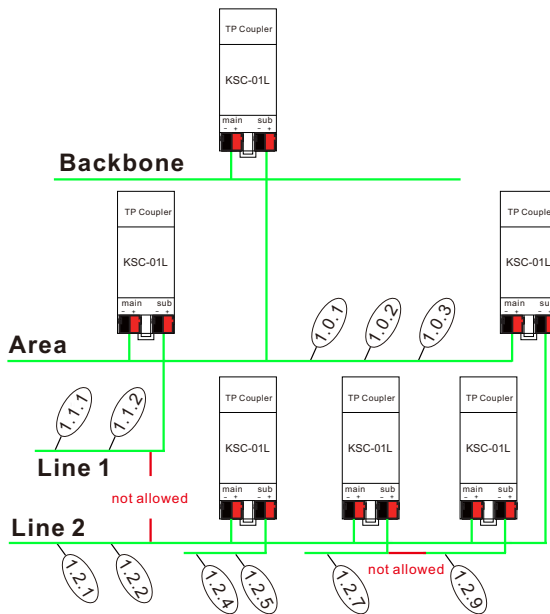 TP Coupler
KSC-01L
main sub
- + - +
Backbone
TP Coupler
KSC-01L
main sub
- + - +
TP Coupler
KSC-01L
main sub
- + - +
Area
1.0.1
1.0.2
1.0.3
1.1.1
1.1.2
Line 1
not allowed
TP Coupler
KSC-01L
main sub
- + - +
TP Coupler
KSC-01L
main sub
- + - +
TP Coupler
KSC-01L
main sub
- + - +
Line 2
1.2.1
1.2.2
1.2.4
1.2.5
1.2.7
not allowed
1.2.9